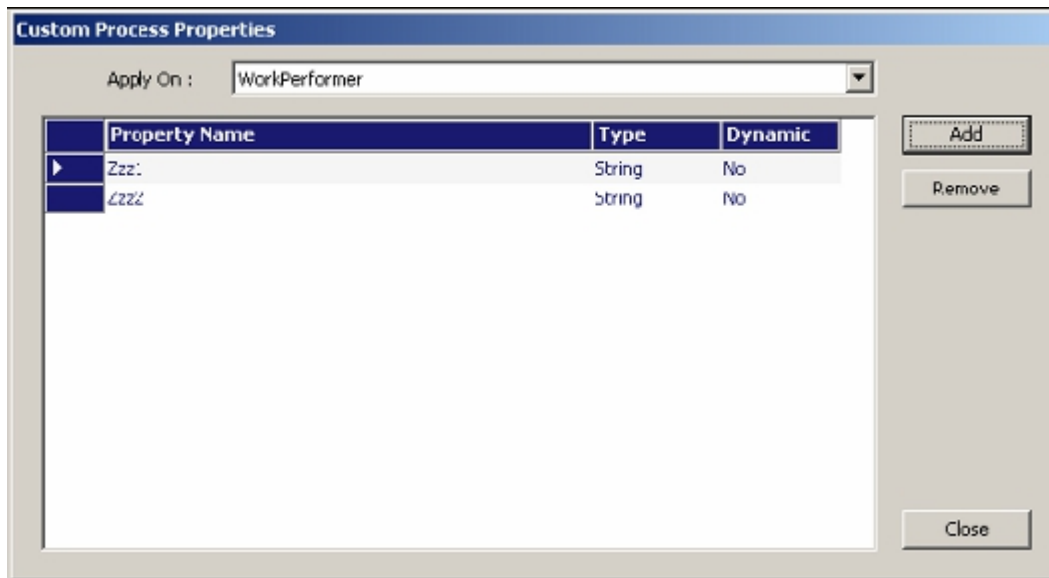 Custom Process Properties
Apply On : WorkPerformer
Property Name Type Dynamic Add
Zzz1 String No
Zzz2 String No
Remove
Close